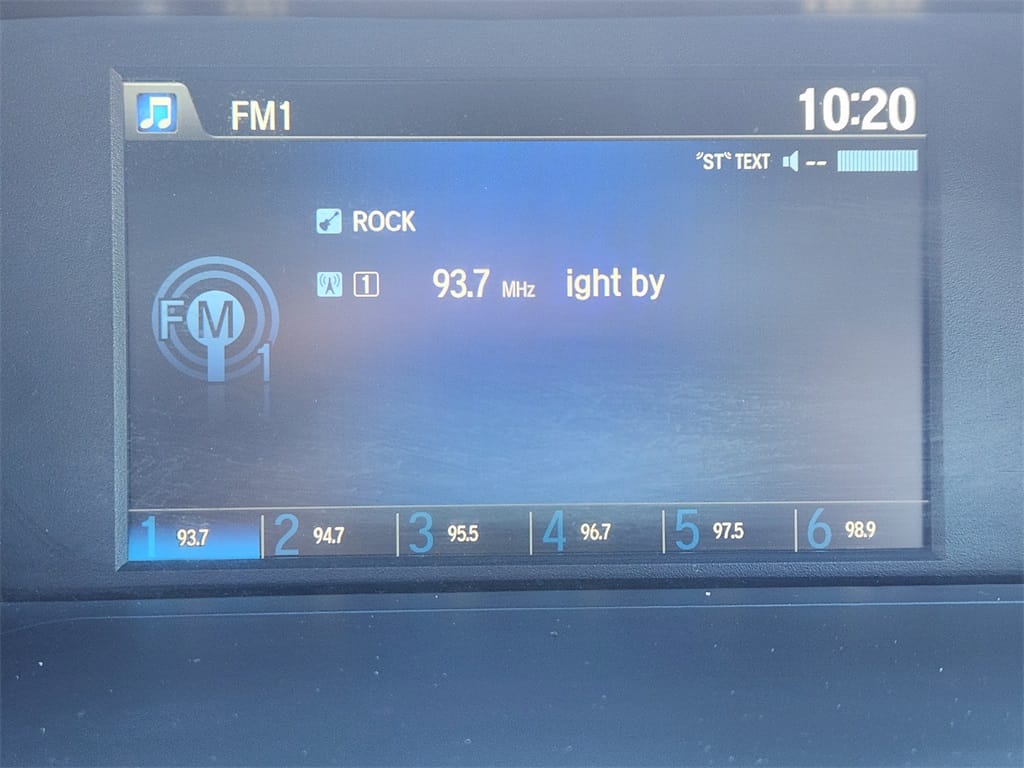 FM1 10:20
"ST" TEXT --
ROCK
1 93.7 MHz ight by
FM
1
1 93.7 2 94.7 3 95.5 4 96.7 5 97.5 6 98.9